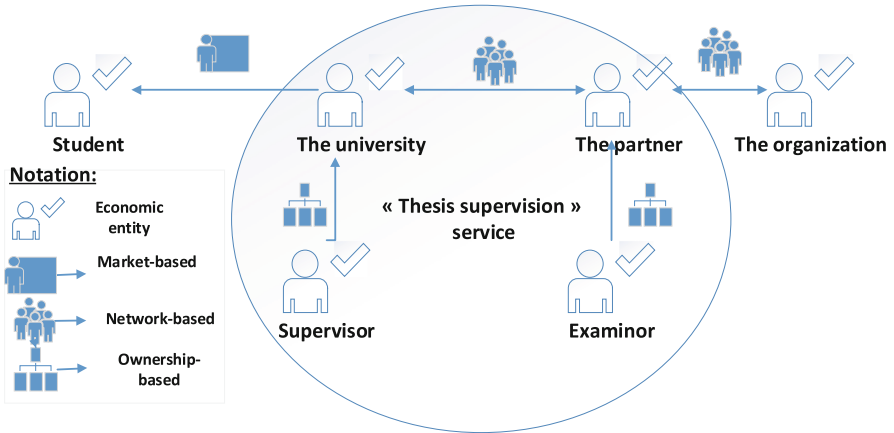 Student
The university
The partner
The organization
Notation:
Economic
entity
Market-based
Network-based
Ownership-
based
« Thesis supervision »
service
Supervisor
Examinor